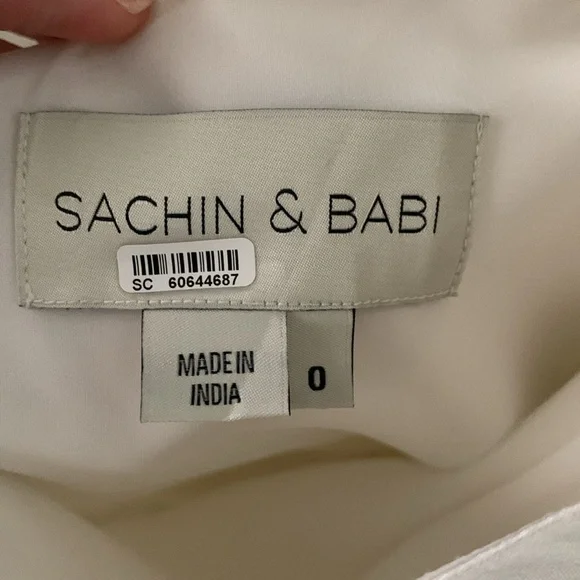 SACHIN & BABI
SC 60644687
MADE IN
INDIA
0